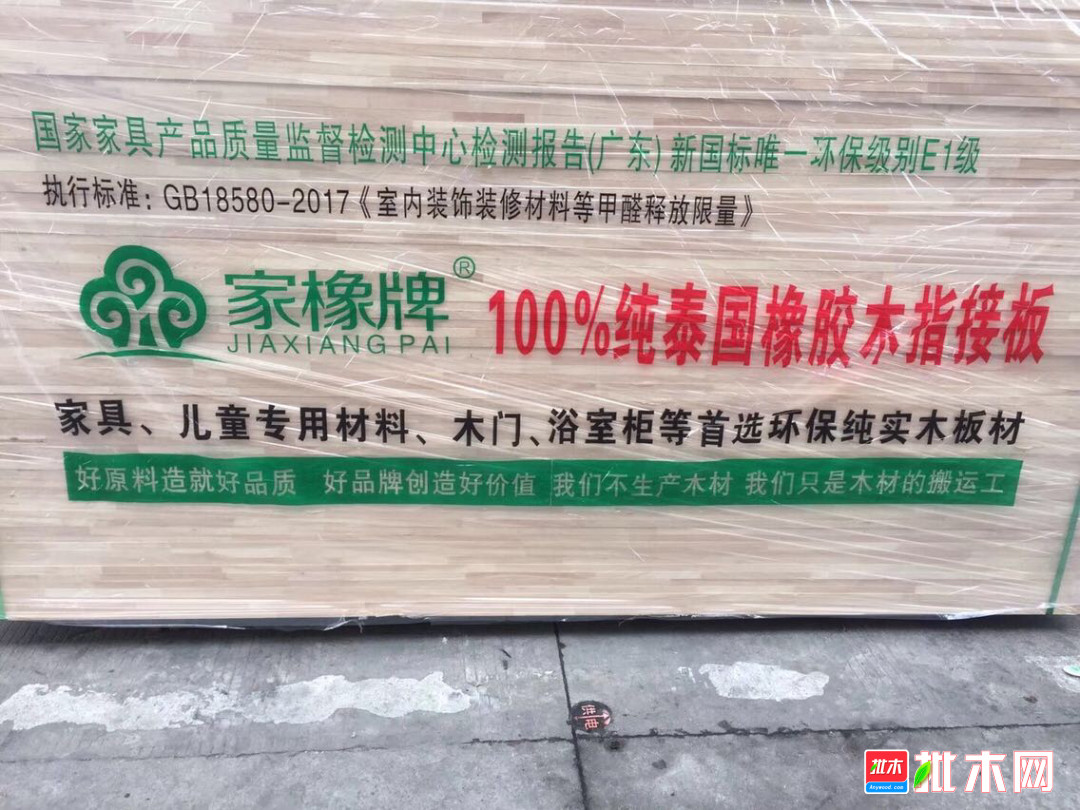 国家家具产品质量监督检测中心检测报告(广东) 新国标唯一环保级别E1级
执行标准：GB18580-2017《室内装饰装修材料等甲醛释放限量》
家橡牌®
JIAXIANG PAI
100%纯泰国橡胶木指接板
家具、儿童专用材料、木门、浴室柜等首选环保纯实木板材
好原料造就好品质 好品牌创造好价值 我们不生产木材 我们只是木材的搬运工
供电
批木
Anywood.com
批木网